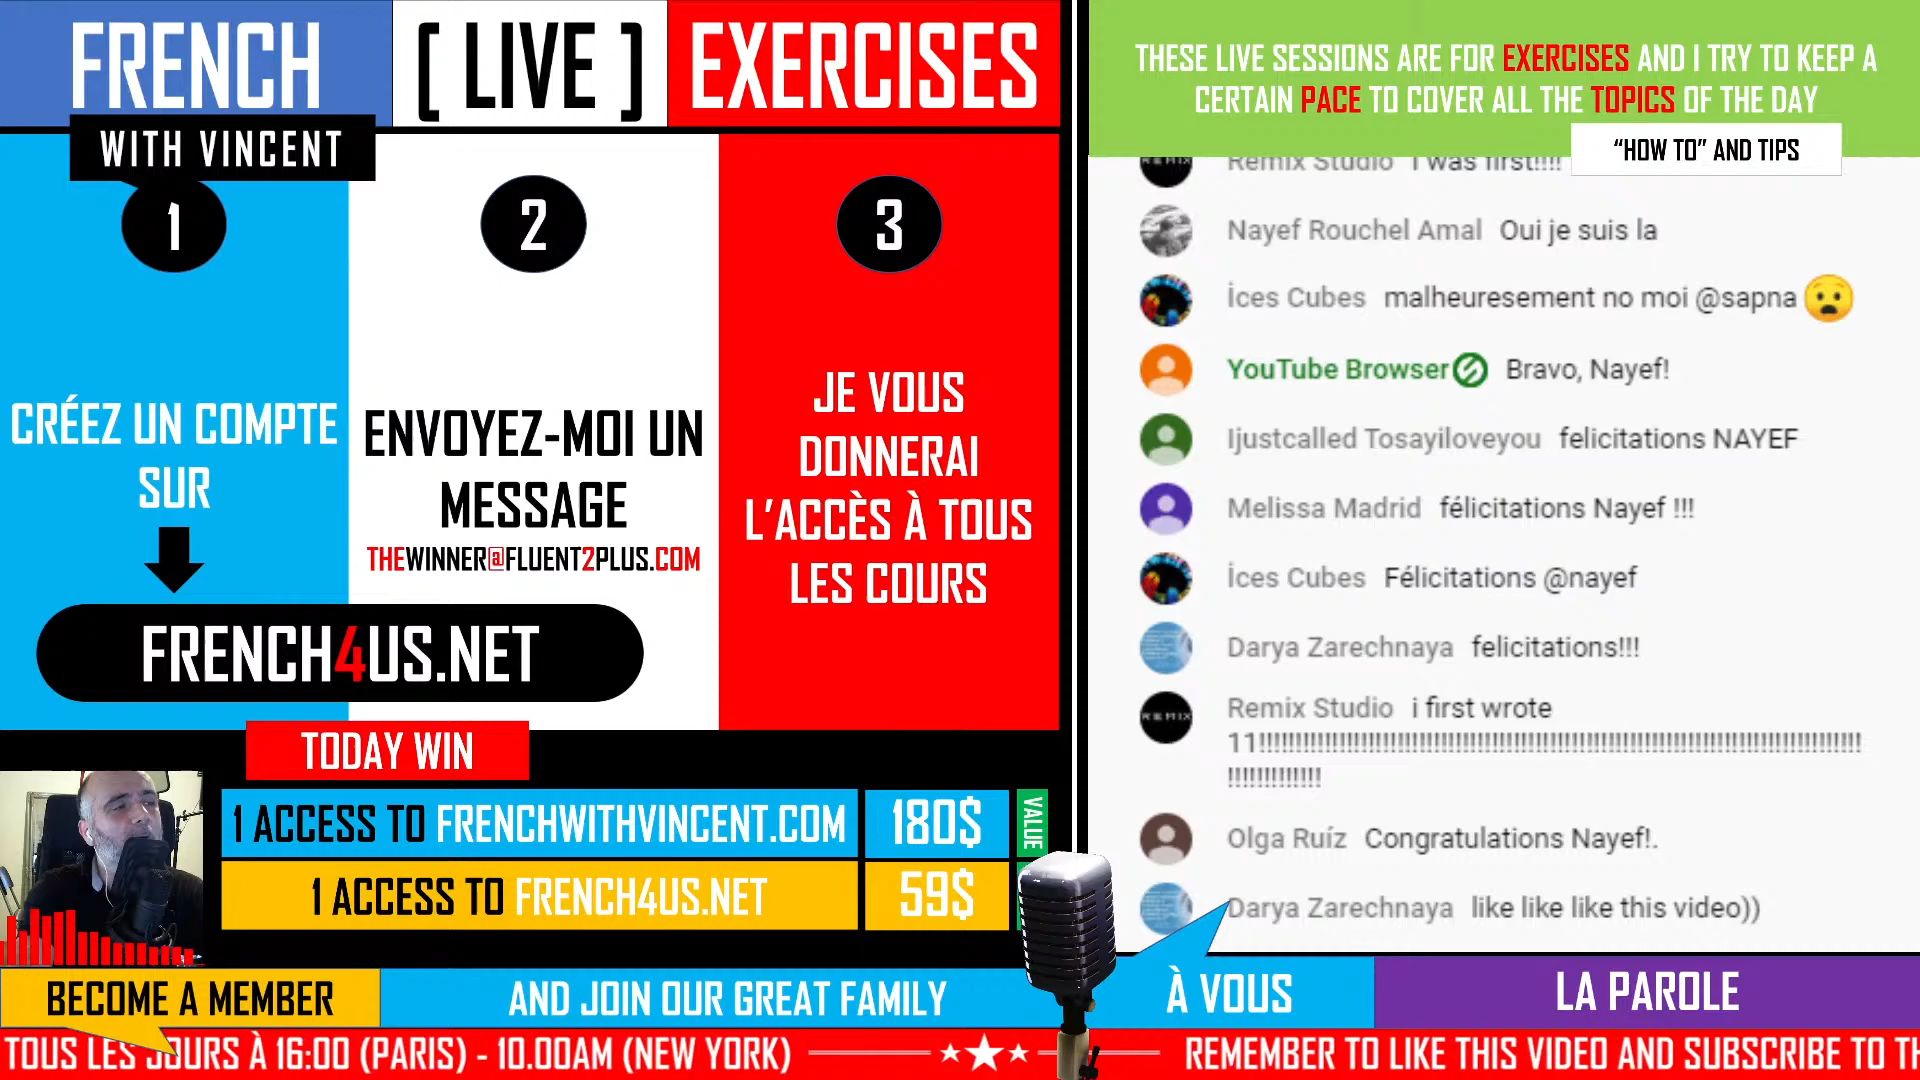 FRENCH
[ LIVE ]
EXERCISES
WITH VINCENT
1
2
3
CRÉEZ UN COMPTE
SUR
FRENCH4US.NET
ENVOYEZ-MOI UN
MESSAGE
THEWINNER@FLUENT2PLUS.COM
JE VOUS
DONNERAI
L'ACCÈS À TOUS
LES COURS
TODAY WIN
1 ACCESS TO FRENCHWITHVINCENT.COM 180$
VALUE
1 ACCESS TO FRENCH4US.NET 59$
BECOME A MEMBER
AND JOIN OUR GREAT FAMILY
THESE LIVE SESSIONS ARE FOR EXERCISES AND I TRY TO KEEP A
CERTAIN PACE TO COVER ALL THE TOPICS OF THE DAY
“HOW TO” AND TIPS
REMIX Remix Studio I was first!!!!
Nayef Rouchel Amal Oui je suis la
İces Cubes malheuresement no moi @sapna
YouTube Browser Bravo, Nayef!
Ijustcalled Tosayiloveyou felicitations NAYEF
Melissa Madrid félicitations Nayef !!!
İces Cubes Félicitations @nayef
Darya Zarechnaya felicitations!!!
REMIX Remix Studio i first wrote
11!!!!!!!!!!!!!!!!!!!!!!!!!!!!!!!!!!!!!!!!!!!!!!!!!!!!!!!!!!!!!!!!!!!!!!!!!!!!!!!!!!!!
!!!!!!!!!!!!!
Olga Ruíz Congratulations Nayef!.
Darya Zarechnaya like like like this video))
À VOUS
LA PAROLE
TOUS LES JOURS À 16:00 (PARIS) - 10.00AM (NEW YORK)
REMEMBER TO LIKE THIS VIDEO AND SUBSCRIBE TO